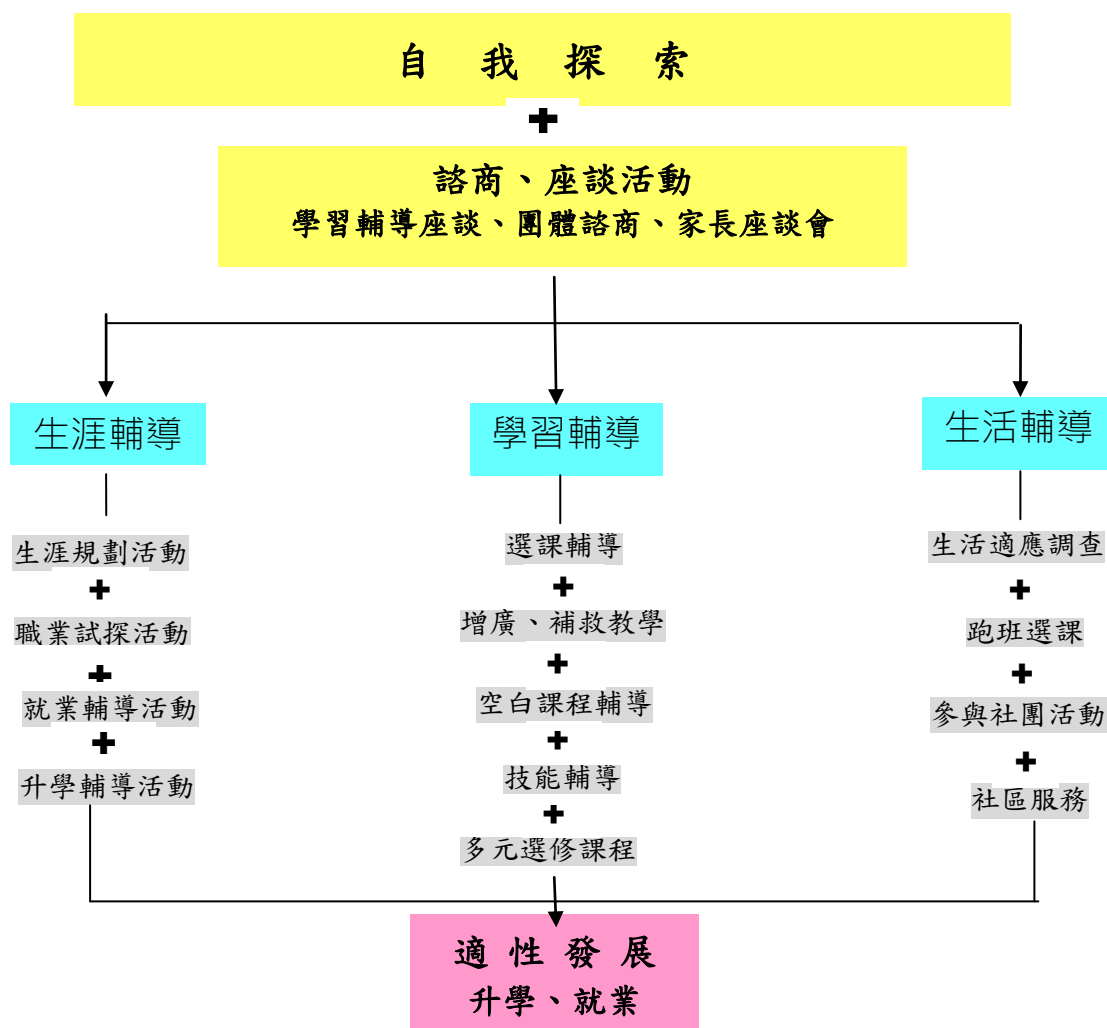 自 我 探 索
諮商、座談活動
學習輔導座談、團體諮商、家長座談會
生涯輔導
生涯規劃活動
職業試探活動
就業輔導活動
升學輔導活動
學習輔導
選課輔導
增廣、補救教學
空白課程輔導
技能輔導
多元選修課程
生活輔導
生活適應調查
跑班選課
參與社團活動
社區服務
適 性 發 展
升學、就業